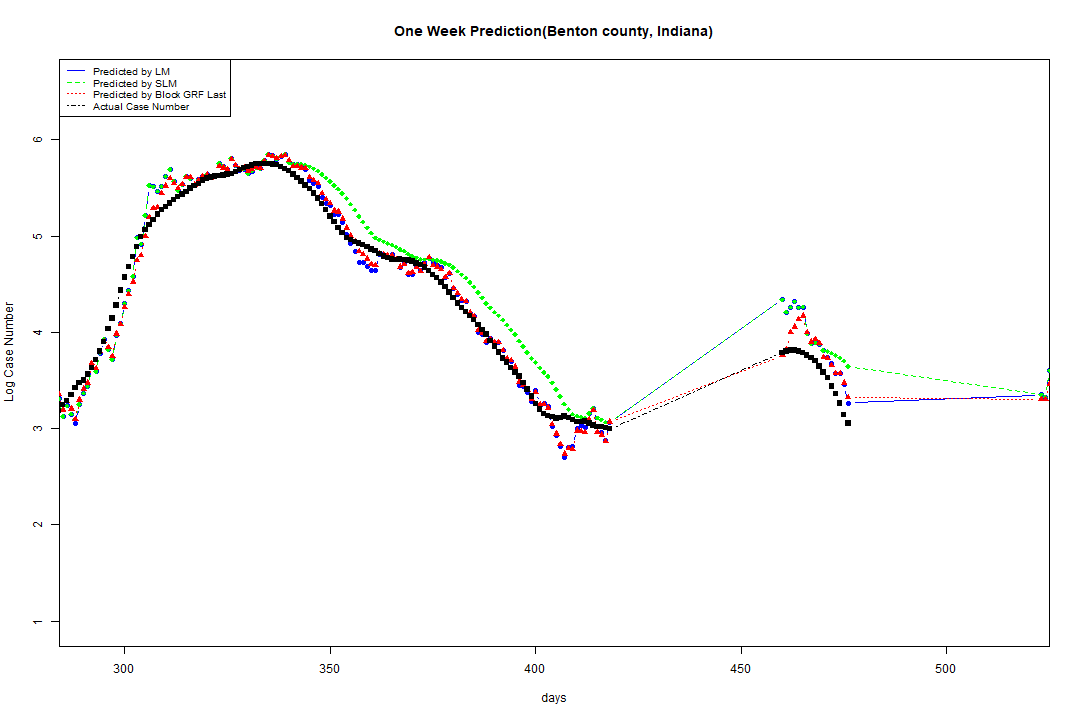 One Week Prediction(Benton county, Indiana)
Predicted by LM
Predicted by SLM
Predicted by Block GRF Last
Actual Case Number
Log Case Number
6
5
4
3
2
1
300 350 400 450 500
days